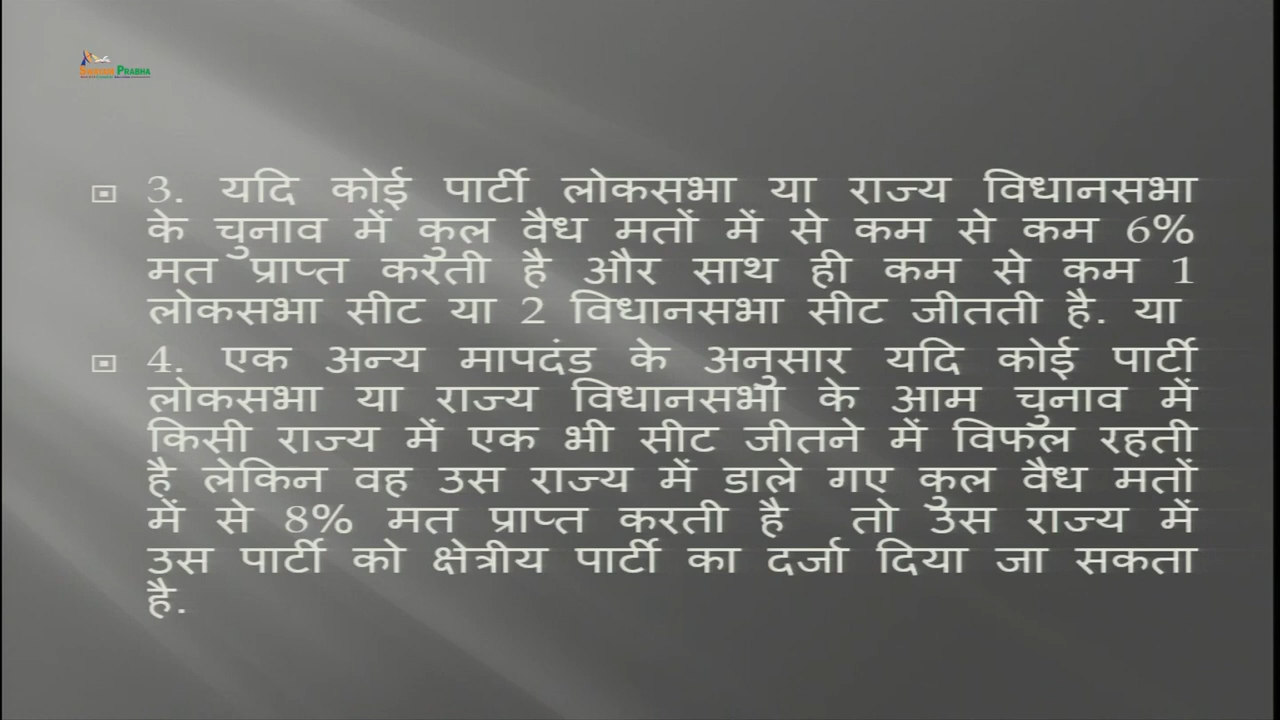 SWAYAM PRABHA
3. यदि कोई पार्टी लोकसभा या राज्य विधानसभा
के चुनाव में कुल वैध मतों में से कम से कम 6%
मत प्राप्त करती है और साथ ही कम से कम 1
लोकसभा सीट या 2 विधानसभा सीट जीतती है. या
4. एक अन्य मापदंड के अनुसार यदि कोई पार्टी
लोकसभा या राज्य विधानसभा के आम चुनाव में
किसी राज्य में एक भी सीट जीतने में विफल रहती
है लेकिन वह उस राज्य में डाले गए कुल वैध मतों
में से 8% मत प्राप्त करती है तो उस राज्य में
उस पार्टी को क्षेत्रीय पार्टी का दर्जा दिया जा सकता
है.